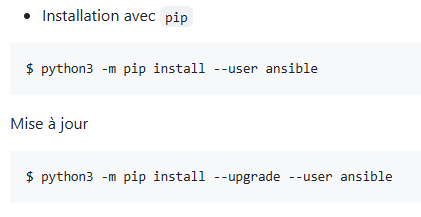 Installation avec pip
$ python3 -m pip install --user ansible
Mise à jour
$ python3 -m pip install --upgrade --user ansible